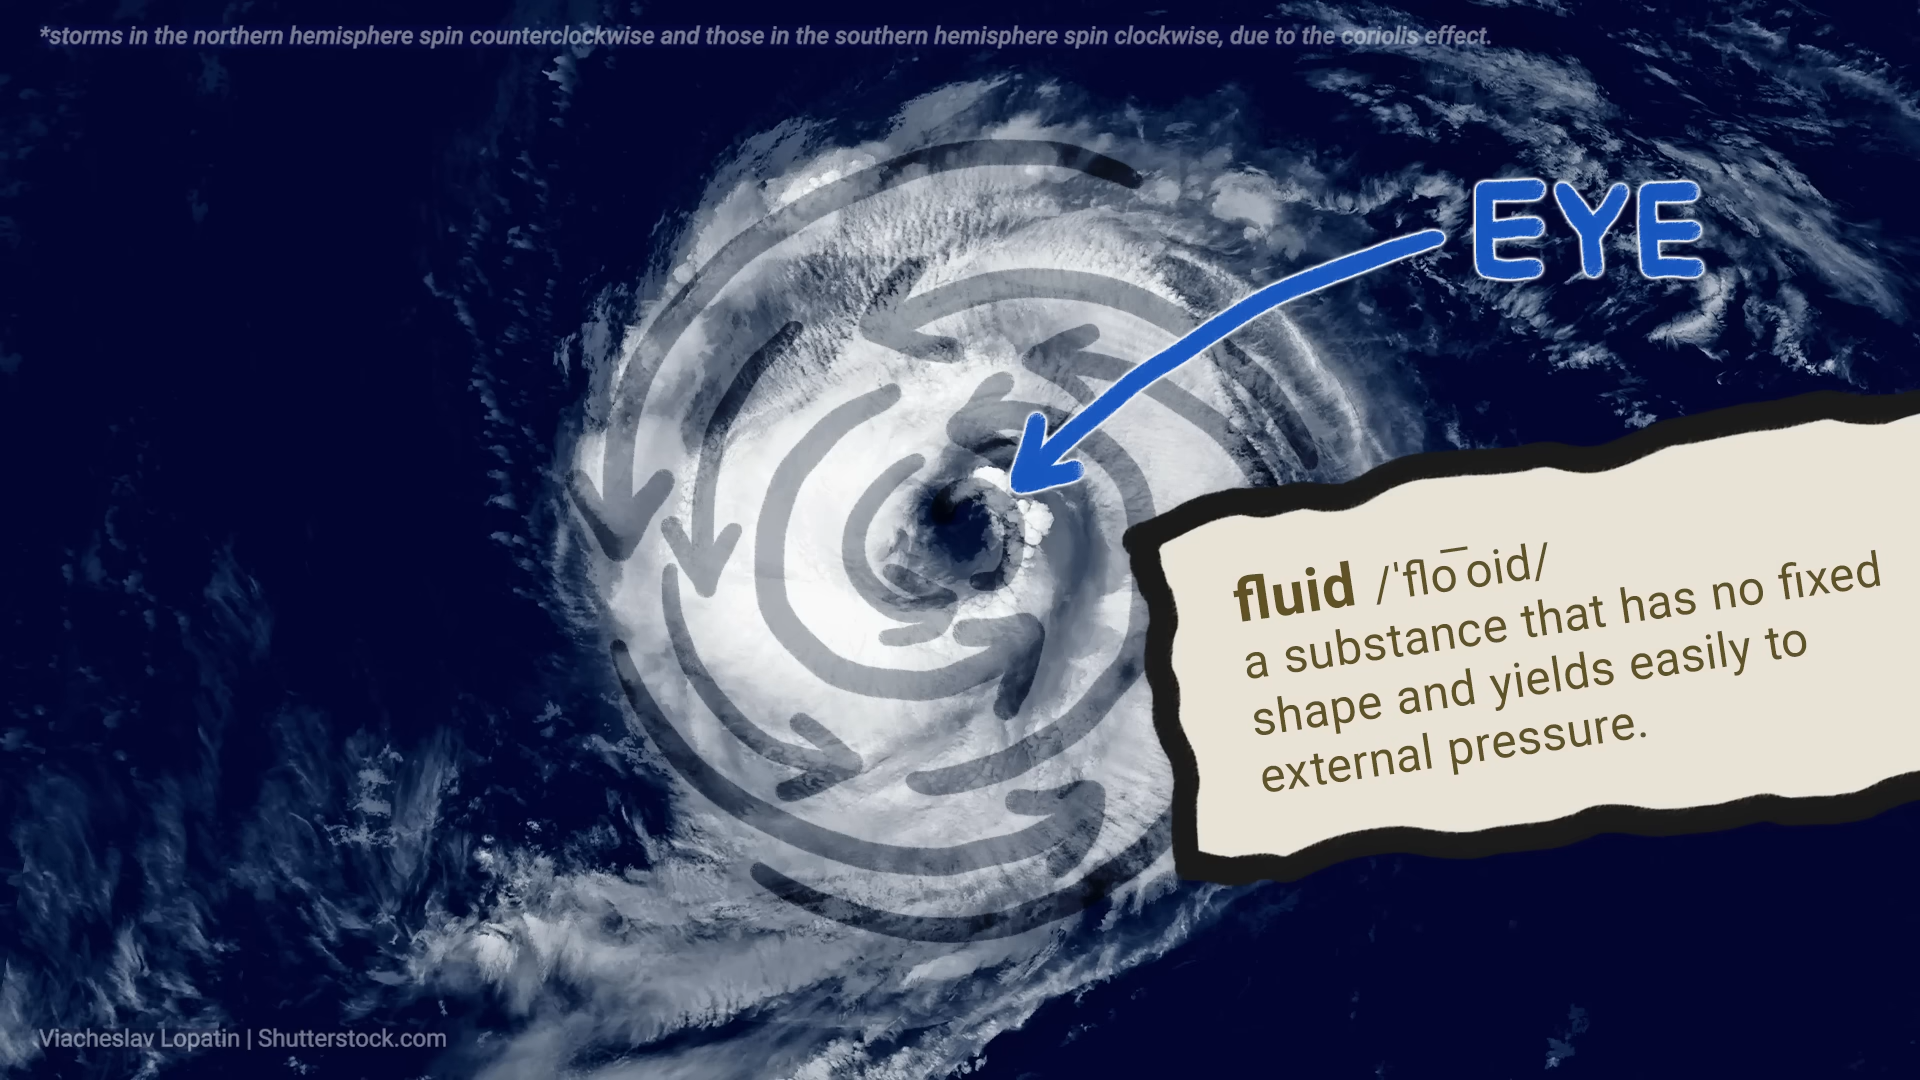 *storms in the northern hemisphere spin counterclockwise and those in the southern hemisphere spin clockwise, due to the coriolis effect.
EYE
fluid /ˈflo͞oid/
a substance that has no fixed
shape and yields easily to
external pressure.
Viacheslav Lopatin | Shutterstock.com